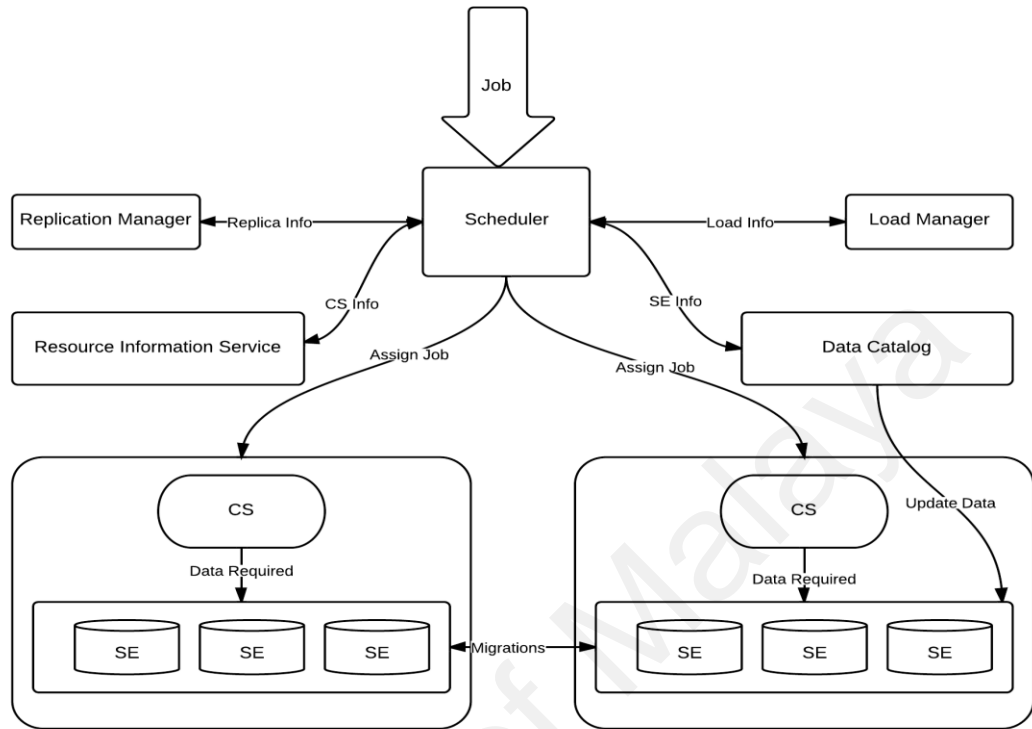 Job
Replication Manager
Replica Info
Scheduler
Load Info
Load Manager
CS Info
SE Info
Resource Information Service
Assign Job
Assign Job
Data Catalog
CS
CS
Update Data
Data Required
Data Required
SE
SE
SE
Migrations
SE
SE
SE
of Malaya